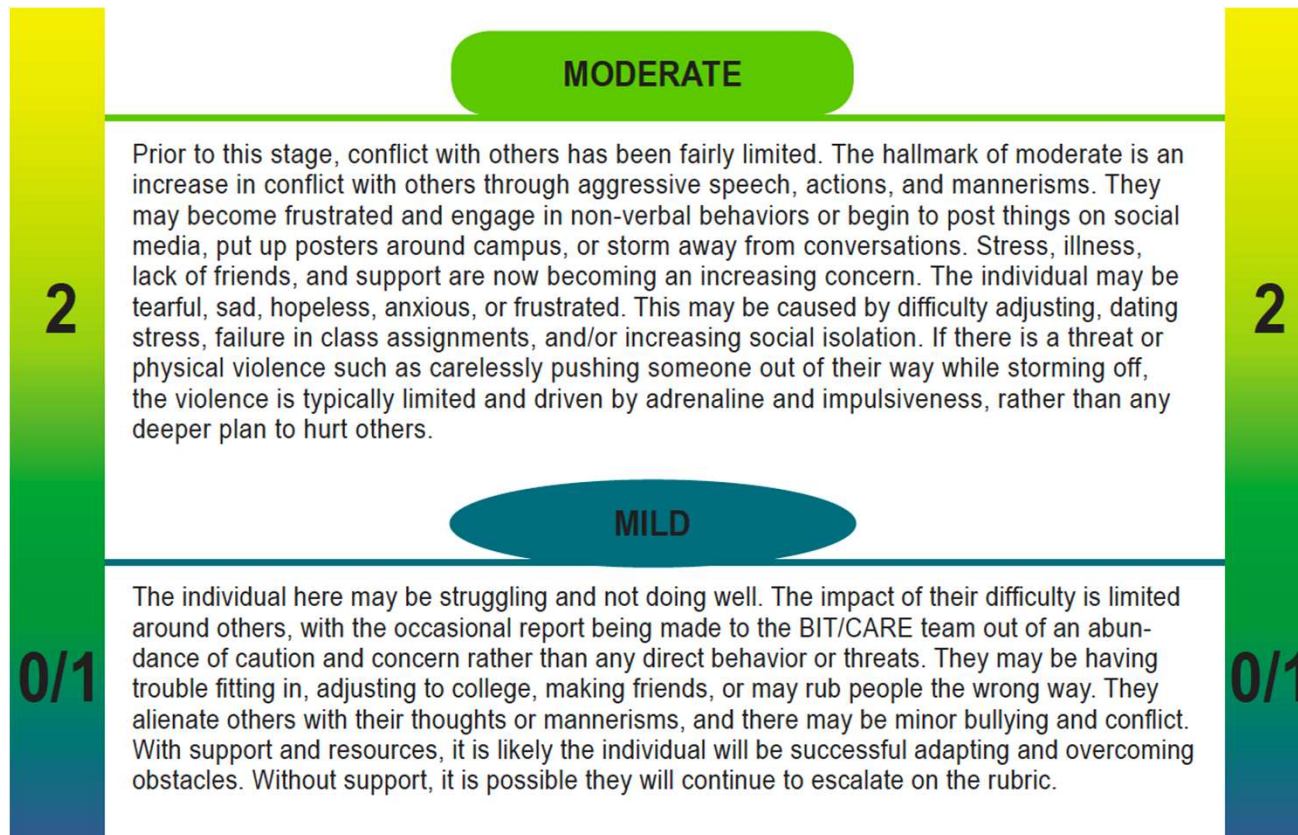 MODERATE
Prior to this stage, conflict with others has been fairly limited. The hallmark of moderate is an
increase in conflict with others through aggressive speech, actions, and mannerisms. They
may become frustrated and engage in non-verbal behaviors or begin to post things on social
media, put up posters around campus, or storm away from conversations. Stress, illness,
lack of friends, and support are now becoming an increasing concern. The individual may be
tearful, sad, hopeless, anxious, or frustrated. This may be caused by difficulty adjusting, dating
stress, failure in class assignments, and/or increasing social isolation. If there is a threat or
physical violence such as carelessly pushing someone out of their way while storming off,
the violence is typically limited and driven by adrenaline and impulsiveness, rather than any
deeper plan to hurt others.
2
2
MILD
The individual here may be struggling and not doing well. The impact of their difficulty is limited
around others, with the occasional report being made to the BIT/CARE team out of an abun-
dance of caution and concern rather than any direct behavior or threats. They may be having
trouble fitting in, adjusting to college, making friends, or may rub people the wrong way. They
alienate others with their thoughts or mannerisms, and there may be minor bullying and conflict.
With support and resources, it is likely the individual will be successful adapting and overcoming
obstacles. Without support, it is possible they will continue to escalate on the rubric.
0/1
0/1